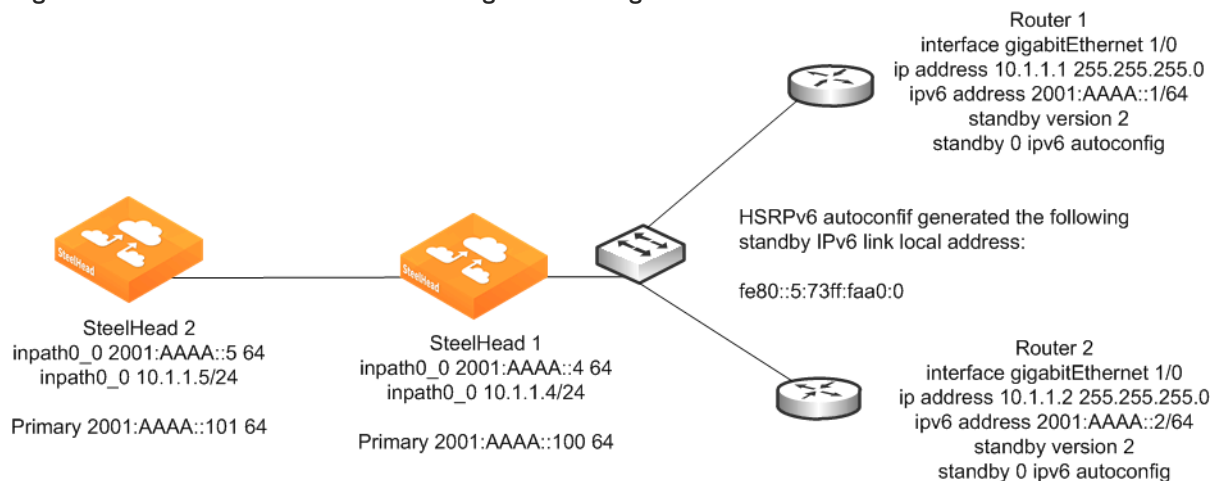 Router 1
interface gigabitEthernet 1/0
ip address 10.1.1.1 255.255.255.0
ipv6 address 2001:AAAA::1/64
standby version 2
standby 0 ipv6 autoconfig
HSRPv6 autoconfif generated the following
standby IPv6 link local address:
fe80::5:73ff:faa0:0
SteelHead
SteelHead 2
inpath0_0 2001:AAAA::5 64
inpath0_0 10.1.1.5/24
Primary 2001:AAAA::101 64
SteelHead
SteelHead 1
inpath0_0 2001:AAAA::4 64
inpath0_0 10.1.1.4/24
Primary 2001:AAAA::100 64
Router 2
interface gigabitEthernet 1/0
ip address 10.1.1.2 255.255.255.0
ipv6 address 2001:AAAA::2/64
standby version 2
standby 0 ipv6 autoconfig